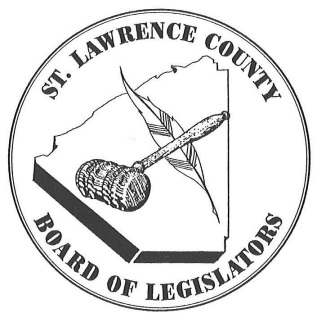 ST. LAWRENCE COUNTY
BOARD OF LEGISLATORS